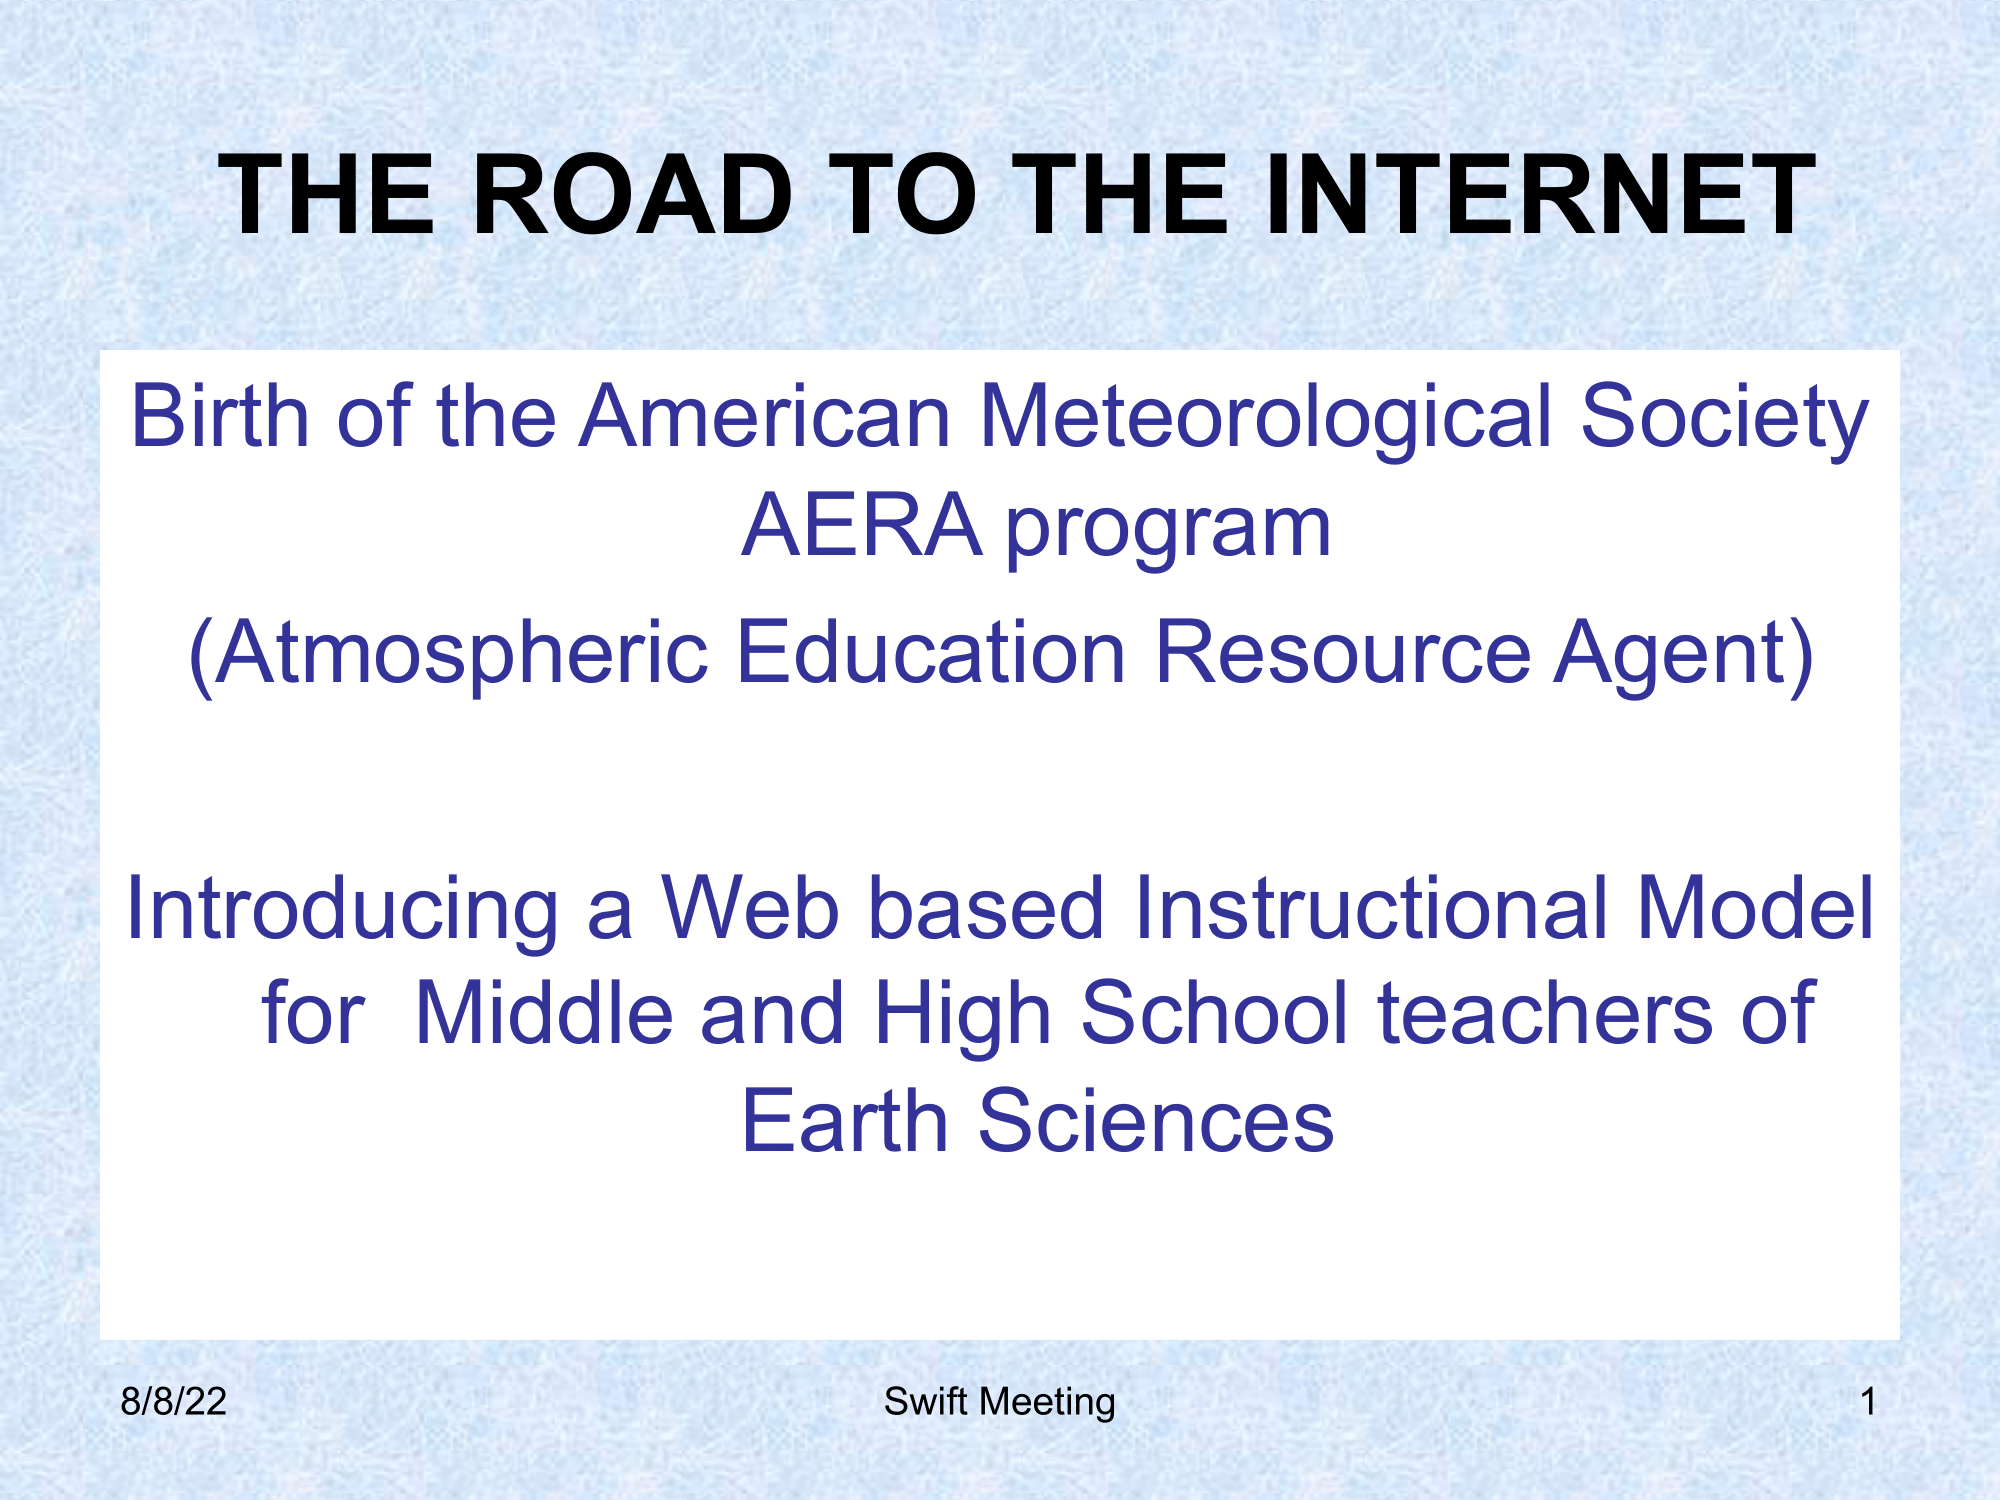 THE ROAD TO THE INTERNET
Birth of the American Meteorological Society
AERA program
(Atmospheric Education Resource Agent)
Introducing a Web based Instructional Model
for  Middle and High School teachers of
Earth Sciences
8/8/22
Swift Meeting
1